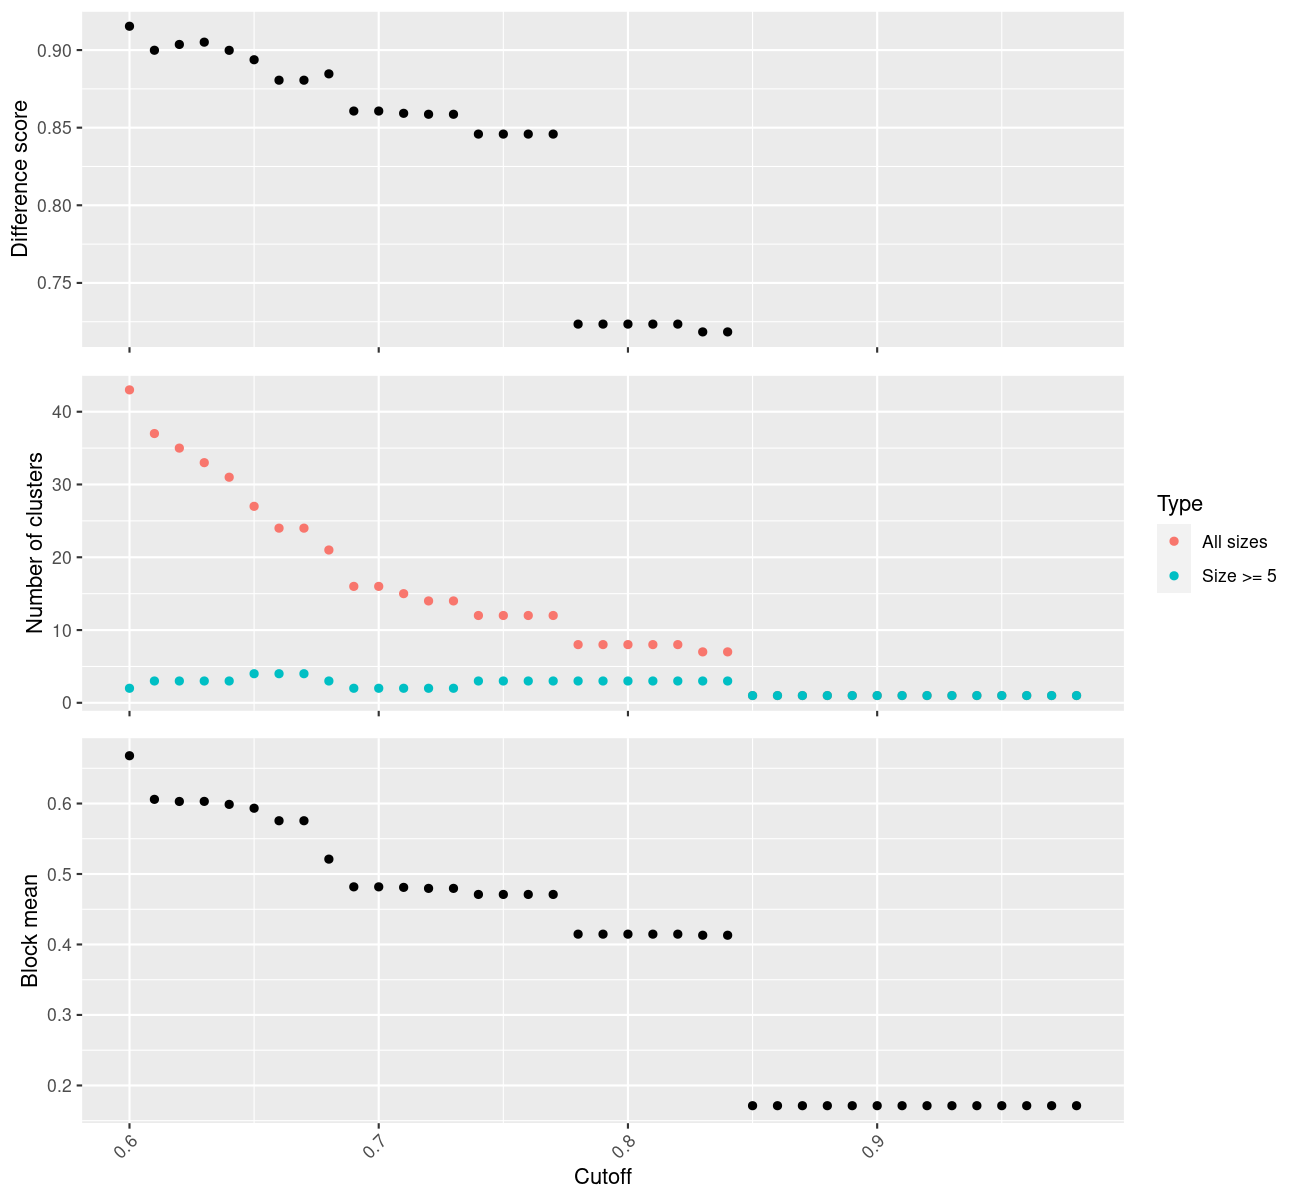 Difference score
0.90
0.85
0.80
0.75
Number of clusters
40
30
20
10
0
Type
All sizes
Size >= 5
Block mean
0.6
0.5
0.4
0.3
0.2
0.6 0.7 0.8 0.9
Cutoff